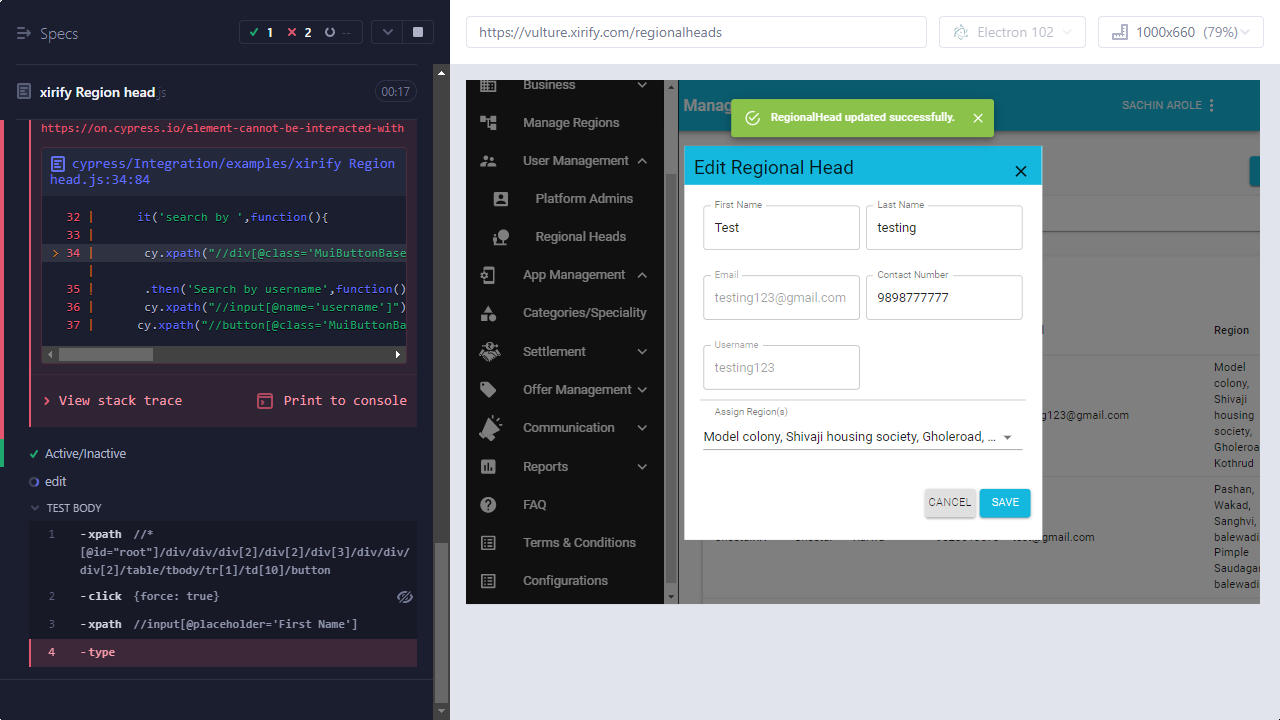 Specs
1
2
--
xirify Region head.js
00:17
https://on.cypress.io/element-cannot-be-interacted-with
cypress/Integration/examples/xirify Region
head.js:34:84
32 | it('search by ',function(){
33 |
> 34 | cy.xpath("//div[@class='MuiButtonBase
|
35 | .then('Search by username',function()
36 | cy.xpath("//input[@name='username']")
37 | cy.xpath("//button[@class='MuiButtonBa
View stack trace
Print to console
Active/Inactive
edit
TEST BODY
1 -xpath //*
[@id="root"]/div/div/div[2]/div[2]/div[3]/div/div/
div[2]/table/tbody/tr[1]/td[10]/button
2 -click {force: true}
3 -xpath //input[@placeholder='First Name']
4 -type
https://vulture.xirify.com/regionalheads
Electron 102
1000x660 (79%)
Business
Manage Regions
User Management
Platform Admins
Regional Heads
App Management
Categories/Speciality
Settlement
Offer Management
Communication
Reports
FAQ
Terms & Conditions
Configurations
SACHIN AROLE
RegionalHead updated successfully.
Edit Regional Head
First Name
Test
Last Name
testing
Email
testing123@gmail.com
Contact Number
9898777777
Username
testing123
Assign Region(s)
Model colony, Shivaji housing society, Gholeroad, ...
CANCEL
SAVE
Region
Model
colony,
Shivaji
housing
society,
Gholeroa
Kothrud
g123@gmail.com
Pashan,
Wakad,
Sanghvi,
balewadi
Pimple
Saudagar
balewadi